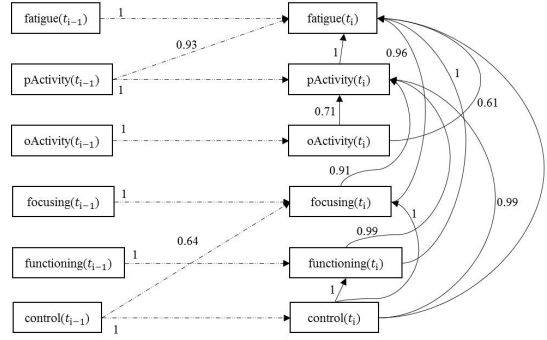 fatigue(tᵢ₋₁)
1
fatigue(tᵢ)
0.93
1
0.96
pActivity(tᵢ₋₁)
1
pActivity(tᵢ)
1
0.71
0.61
oActivity(tᵢ₋₁)
1
oActivity(tᵢ)
0.91
focusing(tᵢ₋₁)
1
focusing(tᵢ)
0.99
1
0.64
0.99
functioning(tᵢ₋₁)
1
functioning(tᵢ)
1
control(tᵢ₋₁)
1
control(tᵢ)